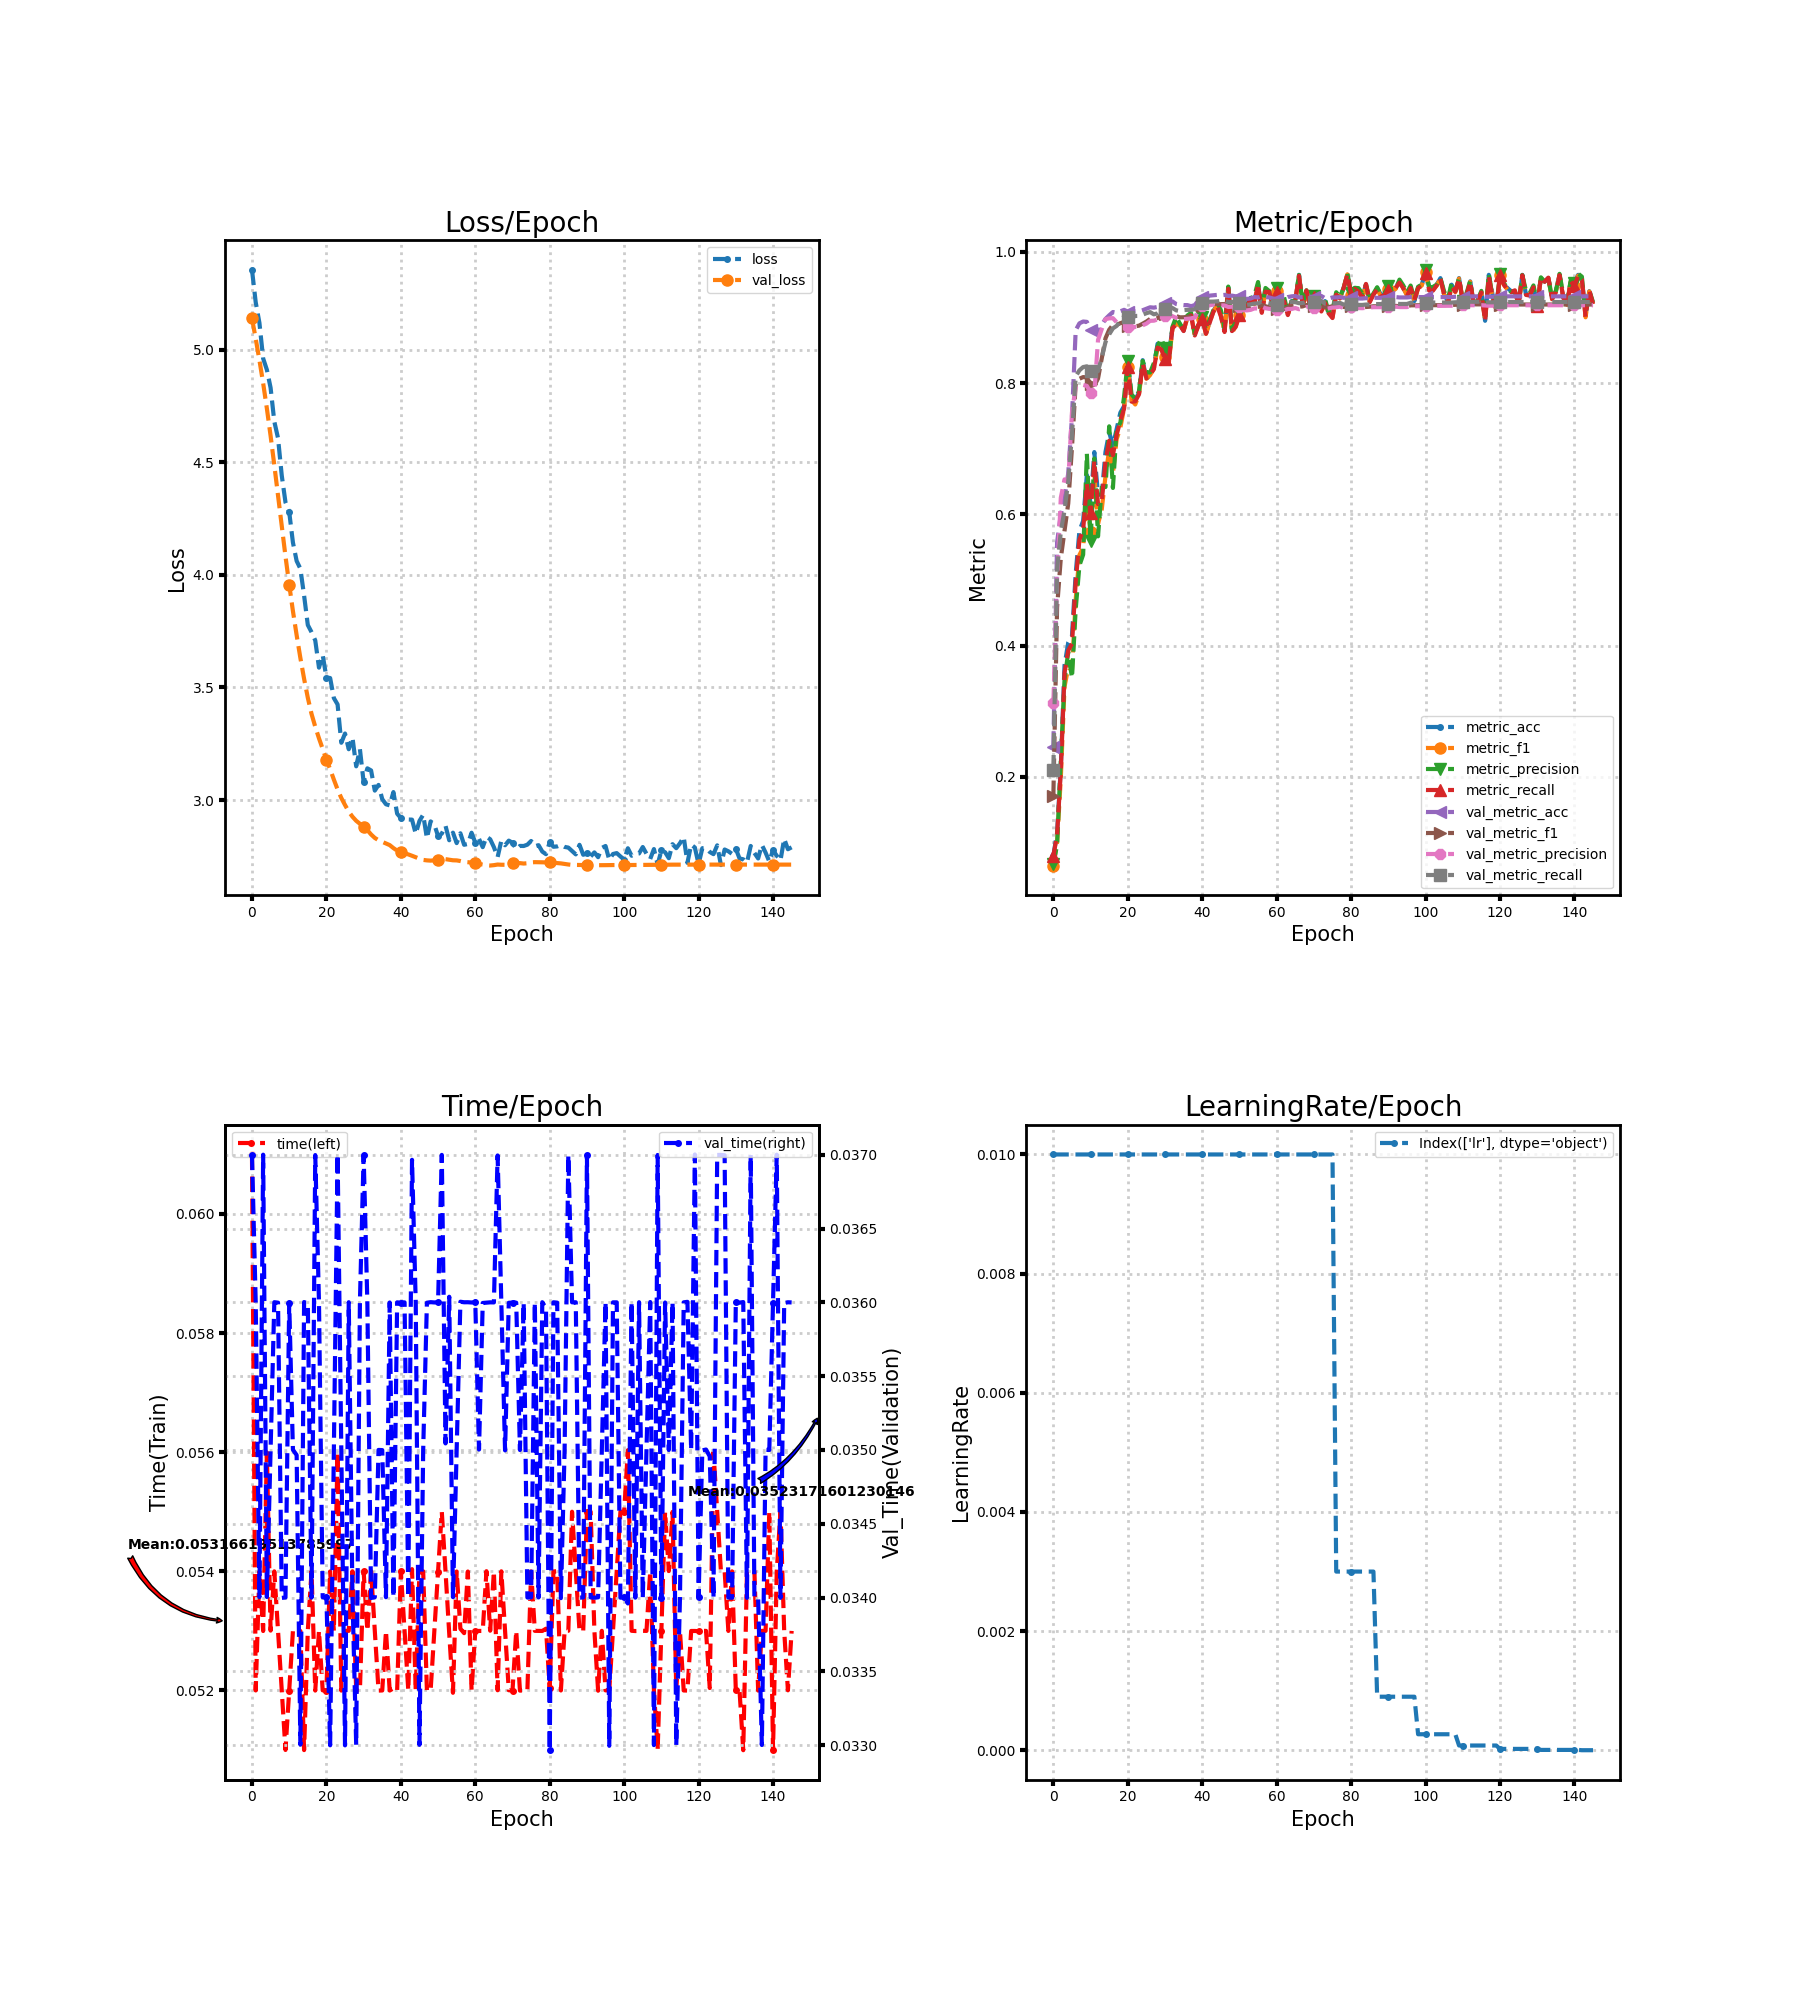 Loss/Epoch
loss
val_loss
5.0
4.5
4.0
3.5
3.0
Loss
0 20 40 60 80 100 120 140
Epoch
Metric/Epoch
1.0
0.8
0.6
0.4
0.2
Metric
metric_acc
metric_f1
metric_precision
metric_recall
val_metric_acc
val_metric_f1
val_metric_precision
val_metric_recall
0 20 40 60 80 100 120 140
Epoch
Time/Epoch
time(left)
val_time(right)
0.060
0.058
0.056
0.054
0.052
Time(Train)
0.0370
0.0365
0.0360
0.0355
0.0350
0.0345
0.0340
0.0335
0.0330
Val_Time(Validation)
0 20 40 60 80 100 120 140
Epoch
LearningRate/Epoch
Index(['lr'], dtype='object')
0.010
0.008
0.006
0.004
0.002
0.000
LearningRate
0 20 40 60 80 100 120 140
Epoch